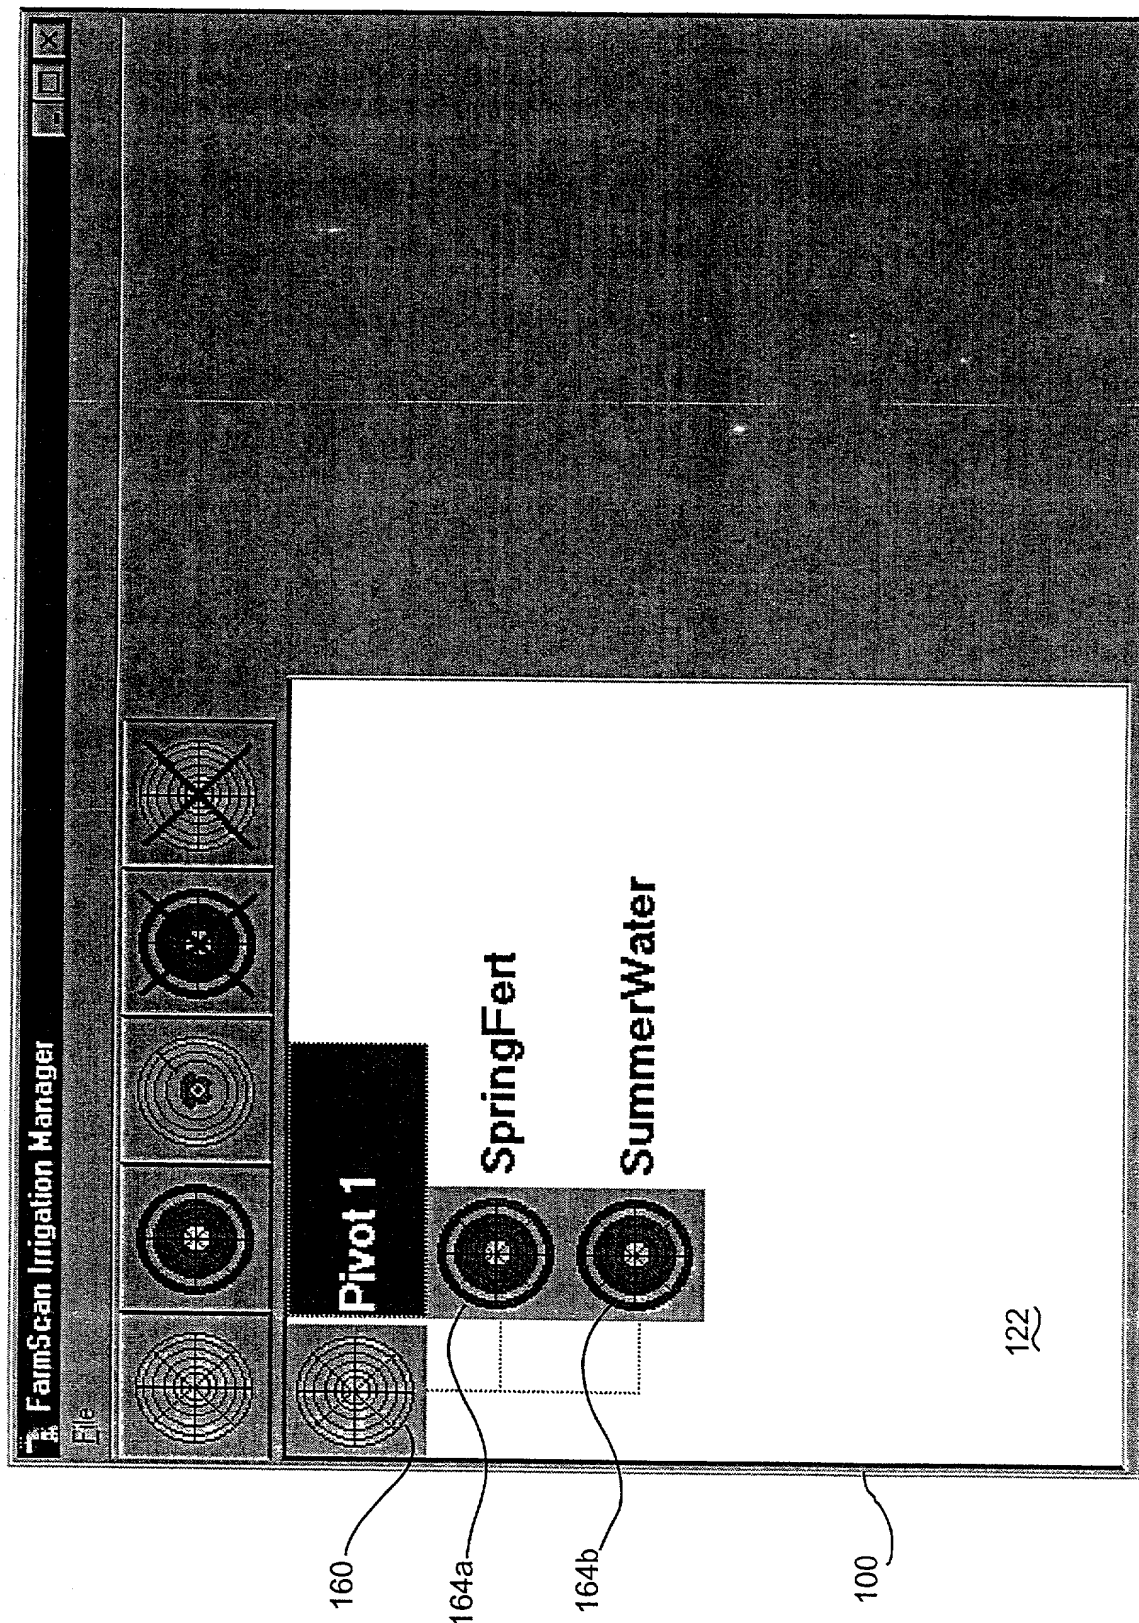 FarmScan Irrigation Manager
File
Pivot 1
SpringFert
SummerWater
160
164a
164b
100
122